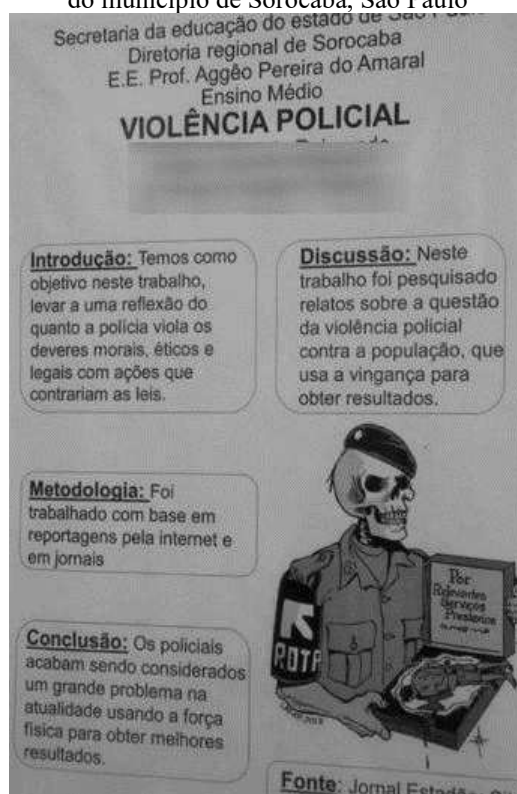 do município de Sorocaba, São Paulo
Secretaria da educação do estado de São Paulo
Diretoria regional de Sorocaba
E.E. Prof. Aggêo Pereira do Amaral
Ensino Médio
VIOLÊNCIA POLICIAL
Introdução: Temos como
objetivo neste trabalho,
levar a uma reflexão do
quanto a polícia viola os
deveres morais, éticos e
legais com ações que
contrariam as leis.
Discussão: Neste
trabalho foi pesquisado
relatos sobre a questão
da violência policial
contra a população, que
usa a vingança para
obter resultados.
Metodologia: Foi
trabalhado com base em
reportagens pela internet e
em jornais
Conclusão: Os policiais
acabam sendo considerados
um grande problema na
atualidade usando a força
física para obter melhores
resultados.
Por
Relevantes
Serviços
Prestados
ROTA
Fonte: Jornal Estadão